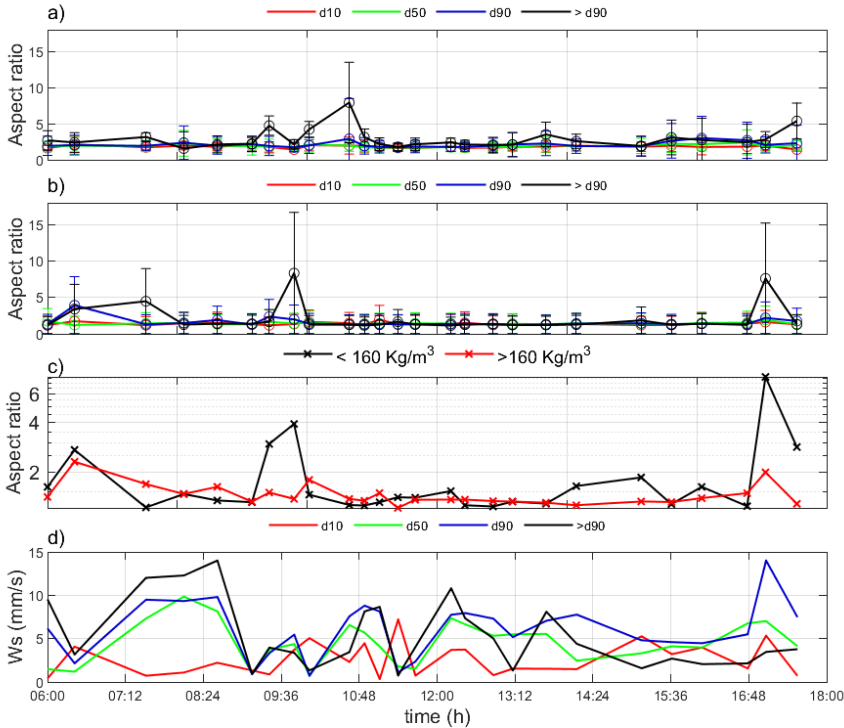 a)
d10 d50 d90 > d90
15
10
5
0
Aspect ratio
b)
d10 d50 d90 > d90
15
10
5
0
Aspect ratio
< 160 Kg/m³ >160 Kg/m³
c)
6
4
2
Aspect ratio
d)
d10 d50 d90 >d90
15
10
5
0
Ws (mm/s)
06:00 07:12 08:24 09:36 10:48 12:00 13:12 14:24 15:36 16:48 18:00
time (h)